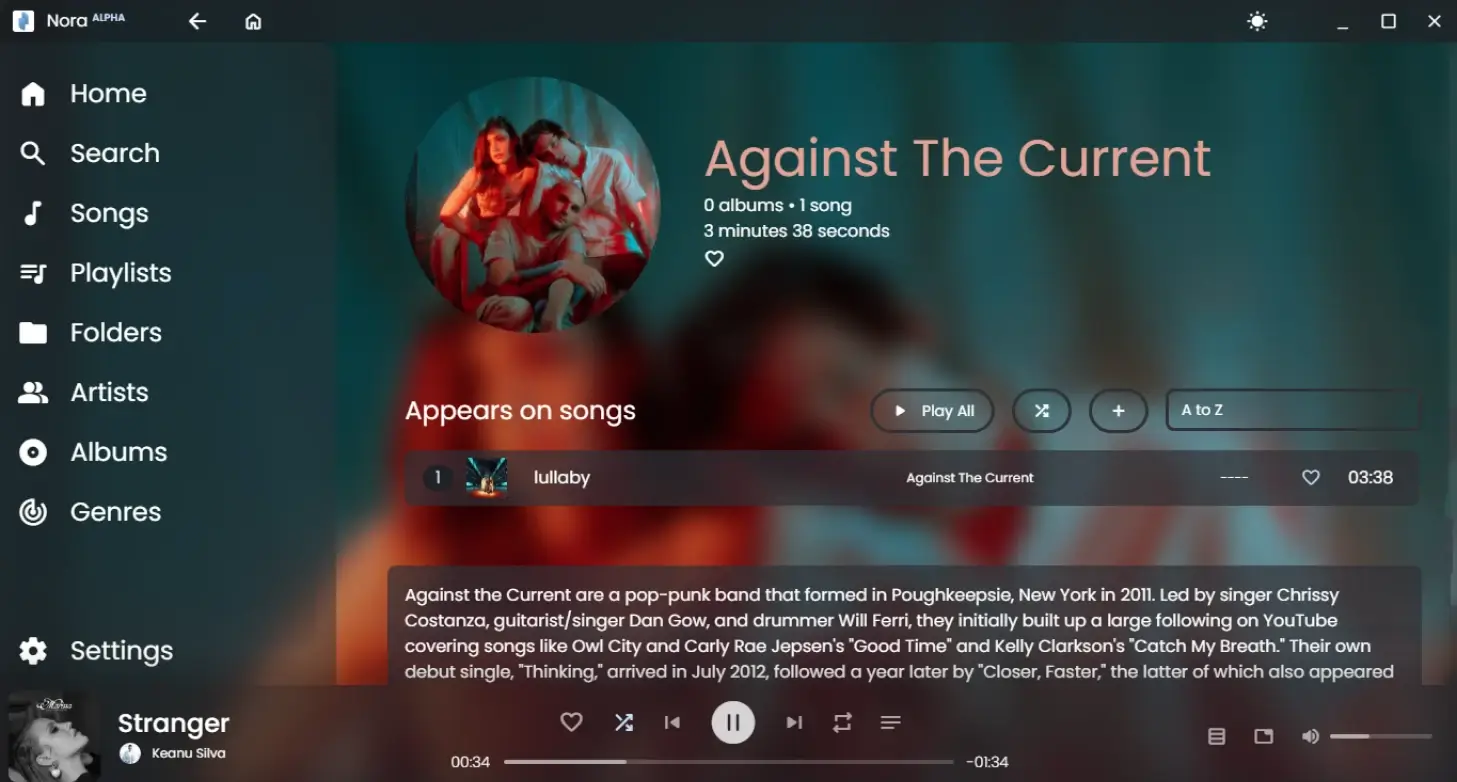 Nora ALPHA
Home
Search
Songs
Playlists
Folders
Artists
Albums
Genres
Settings
Against The Current
0 albums • 1 song
3 minutes 38 seconds
Appears on songs
Play All
A to Z
1 lullaby Against The Current ---- 03:38
Against the Current are a pop-punk band that formed in Poughkeepsie, New York in 2011. Led by singer Chrissy
Costanza, guitarist/singer Dan Gow, and drummer Will Ferri, they initially built up a large following on YouTube
covering songs like Owl City and Carly Rae Jepsen's "Good Time" and Kelly Clarkson's "Catch My Breath." Their own
debut single, "Thinking," arrived in July 2012, followed a year later by "Closer, Faster," the latter of which also appeared
Stranger
Keanu Silva
00:34
-01:34